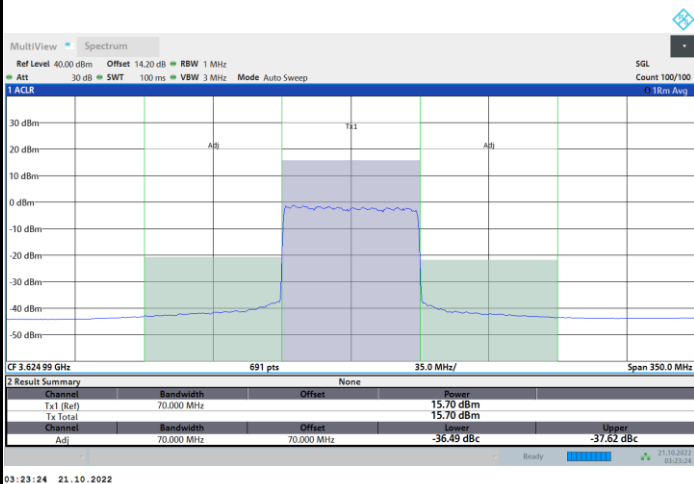 MultiView Spectrum
Ref Level 40.00 dBm Offset 14.20 dB RBW 1 MHz SGL
Att 30 dB SWT 100 ms VBW 3 MHz Mode Auto Sweep Count 100/100
1 ACLR 1Rm Avg
30 dBm
Tx1
20 dBm Adj Adj
10 dBm
0 dBm
-10 dBm
-20 dBm
-30 dBm
-40 dBm
-50 dBm
CF 3.624 99 GHz 691 pts 35.0 MHz/ Span 350.0 MHz
2 Result Summary None
Channel Bandwidth Offset Power
Tx1 (Ref) 70.000 MHz 15.70 dBm
Tx Total 15.70 dBm
Channel Bandwidth Offset Lower Upper
Adj 70.000 MHz 70.000 MHz -36.49 dBc -37.62 dBc
Ready 21.10.2022
03:23:24
03:23:24 21.10.2022